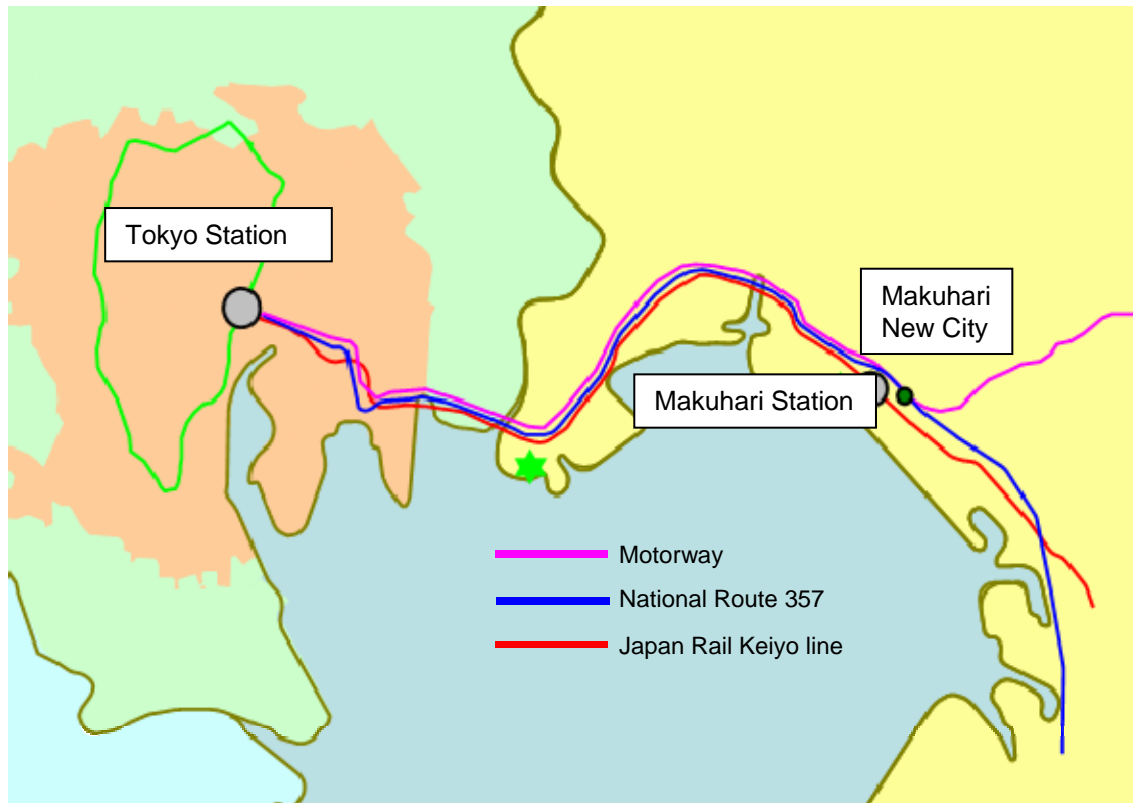 Tokyo Station
Makuhari
New City
Makuhari Station
Motorway
National Route 357
Japan Rail Keiyo line